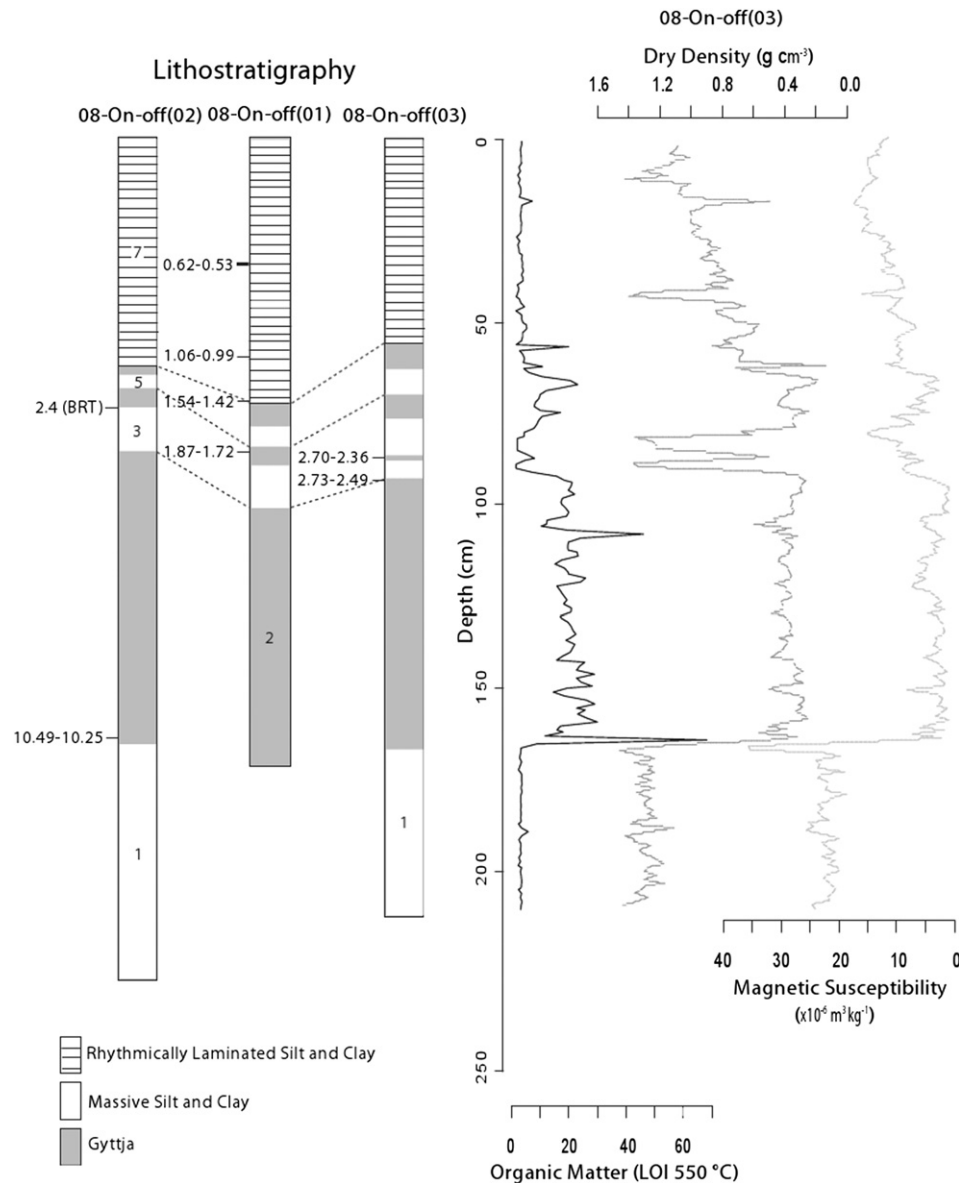 08-On-off(03)
Dry Density (g cm⁻³)
1.6 1.2 0.8 0.4 0.0
Lithostratigraphy
08-On-off(02) 08-On-off(01) 08-On-off(03)
0
7
0.62-0.53
50
1.06-0.99
5
1.54-1.42
2.4 (BRT)
3
1.87-1.72
2.70-2.36
2.73-2.49
100
Depth (cm)
2
150
10.49-10.25
1
1
200
40 30 20 10 0
Magnetic Susceptibility
(x10⁻⁶ m³ kg⁻¹)
250
Rhythmically Laminated Silt and Clay
Massive Silt and Clay
Gyttja
0 20 40 60
Organic Matter (LOI 550 °C)